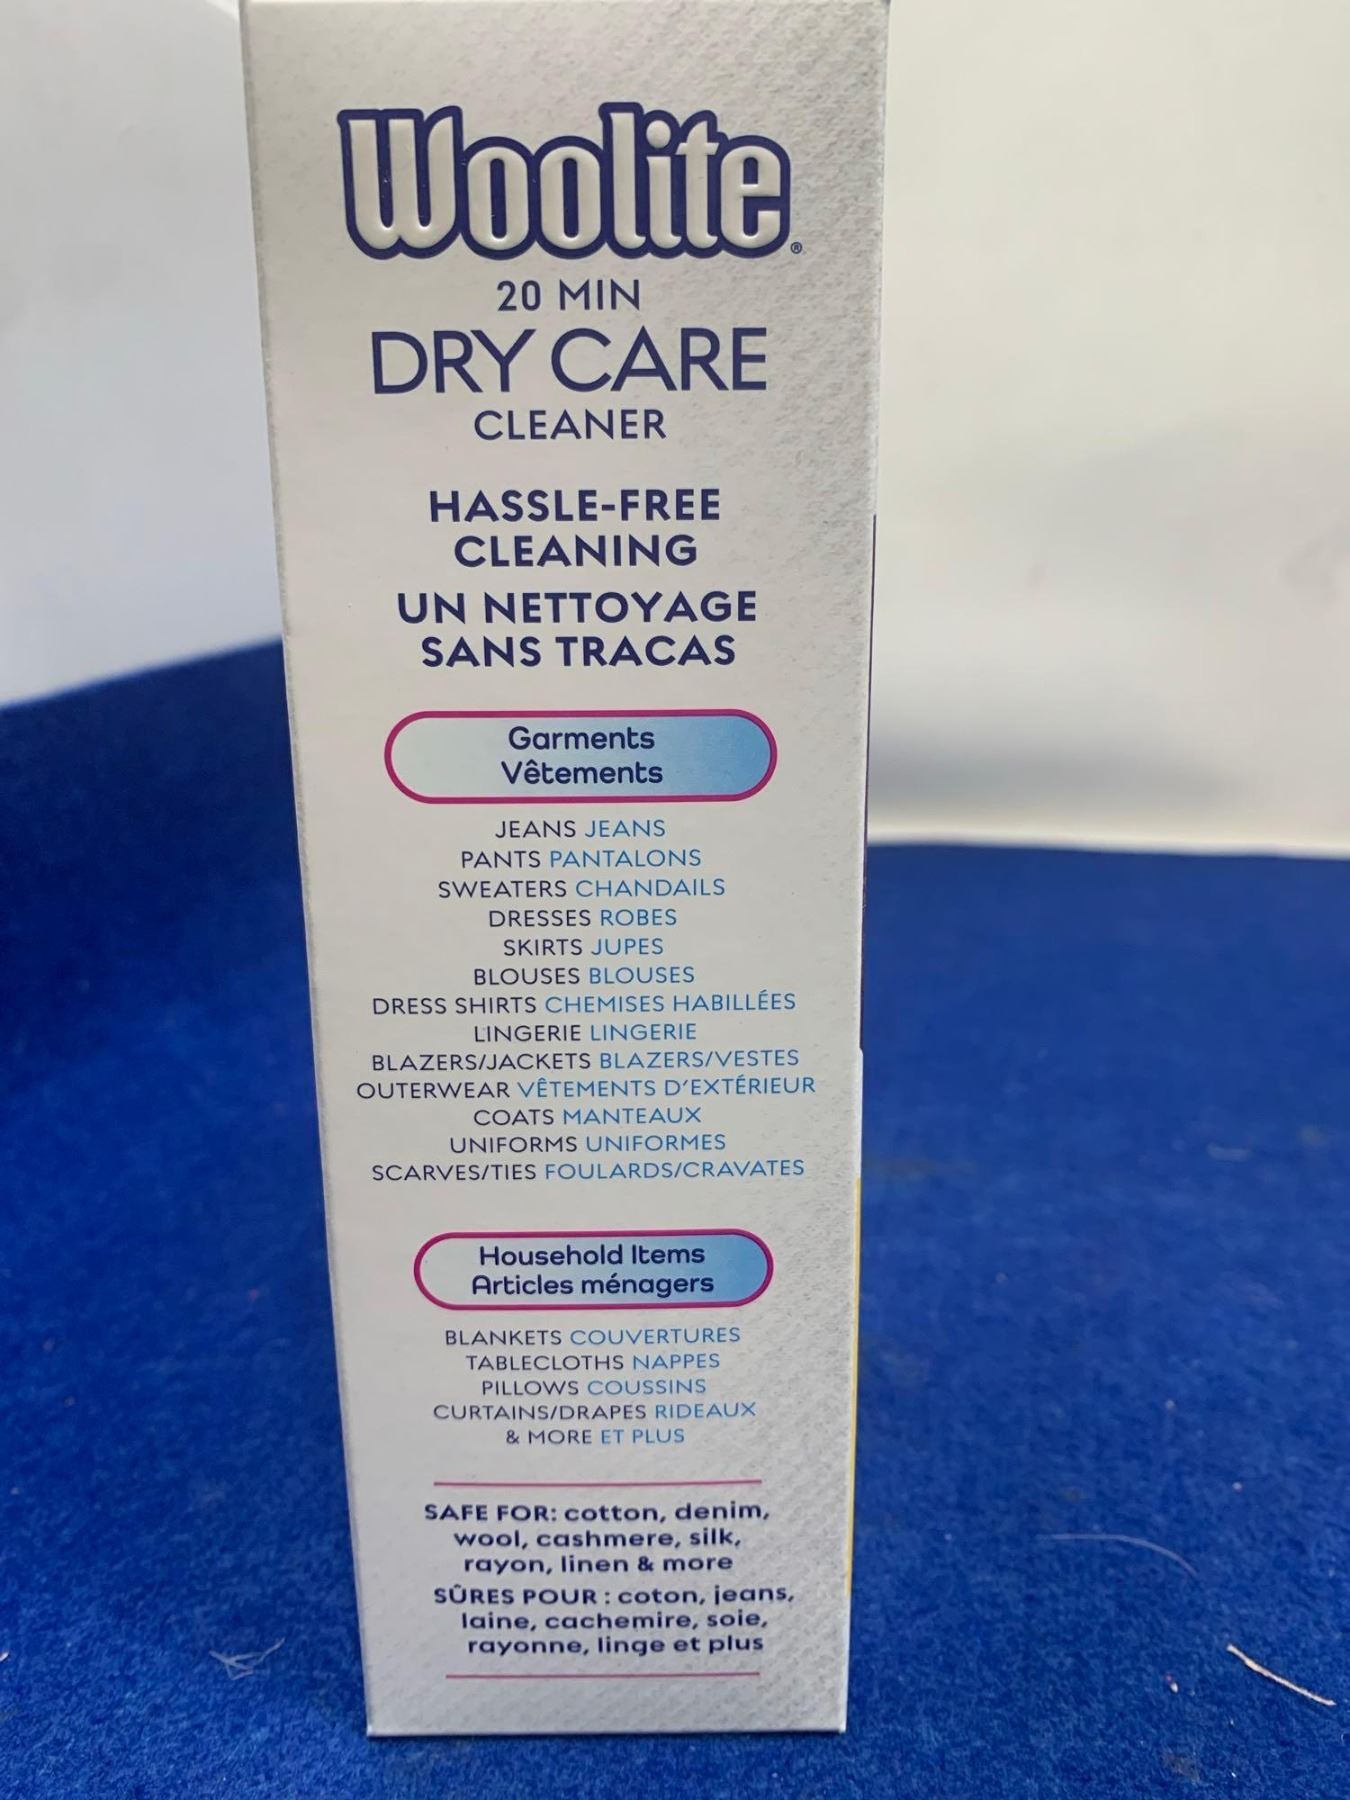 Woolite®
20 MIN
DRY CARE
CLEANER
HASSLE-FREE
CLEANING
UN NETTOYAGE
SANS TRACAS
Garments
Vêtements
JEANS JEANS
PANTS PANTALONS
SWEATERS CHANDAILS
DRESSES ROBES
SKIRTS JUPES
BLOUSES BLOUSES
DRESS SHIRTS CHEMISES HABILLÉES
LINGERIE LINGERIE
BLAZERS/JACKETS BLAZERS/VESTES
OUTERWEAR VÊTEMENTS D'EXTÉRIEUR
COATS MANTEAUX
UNIFORMS UNIFORMES
SCARVES/TIES FOULARDS/CRAVATES
Household Items
Articles ménagers
BLANKETS COUVERTURES
TABLECLOTHS NAPPES
PILLOWS COUSSINS
CURTAINS/DRAPES RIDEAUX
& MORE ET PLUS
SAFE FOR: cotton, denim,
wool, cashmere, silk,
rayon, linen & more
SÛRES POUR : coton, jeans,
laine, cachemire, soie,
rayonne, linge et plus